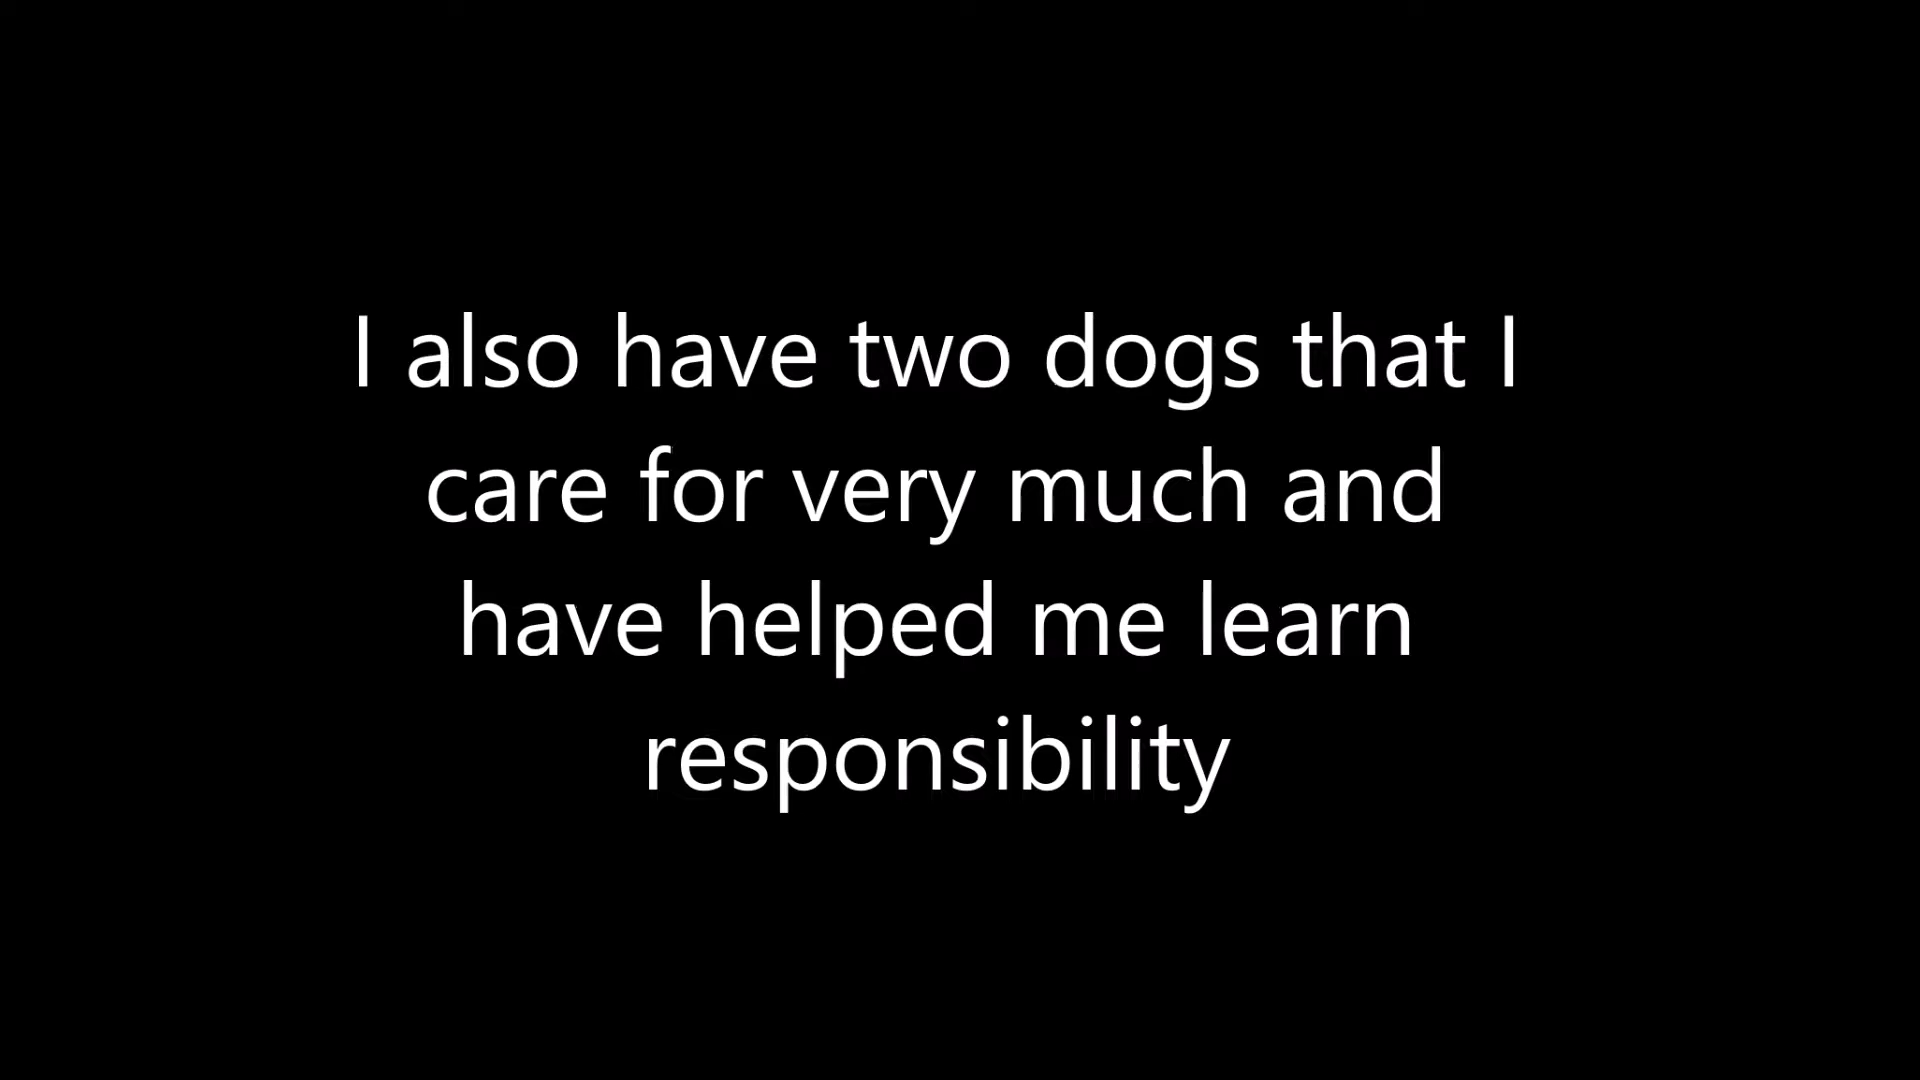 I also have two dogs that I
care for very much and
have helped me learn
responsibility